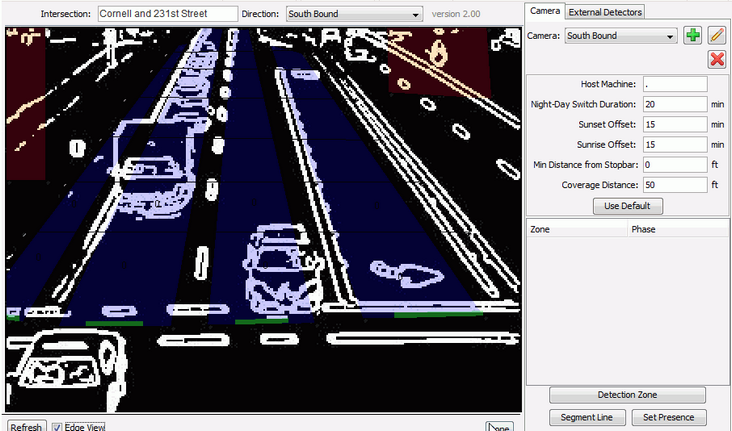 Intersection: Cornell and 231st Street Direction: South Bound version 2.00
Camera External Detectors
Camera: South Bound
Host Machine: .
Night-Day Switch Duration: 20 min
Sunset Offset: 15 min
Sunrise Offset: 15 min
Min Distance from Stopbar: 0 ft
Coverage Distance: 50 ft
Use Default
Zone Phase
Detection Zone
Segment Line Set Presence
Refresh Edge View